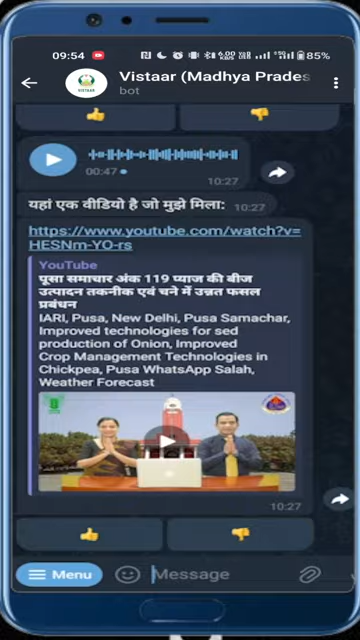 09:54
85%
Vistaar (Madhya Prades
bot
VISTAAR
00:47
10:27
यहां एक वीडियो है जो मुझे मिला: 10:27
https://www.youtube.com/watch?v=
HESNm-YO-rs
YouTube
पूसा समाचार अंक 119 प्याज की बीज
उत्पादन तकनीक एवं चने में उन्नत फसल
प्रबंधन
IARI, Pusa, New Delhi, Pusa Samachar,
Improved technologies for sed
production of Onion, Improved
Crop Management Technologies in
Chickpea, Pusa WhatsApp Salah,
Weather Forecast
10:27
Menu
Message